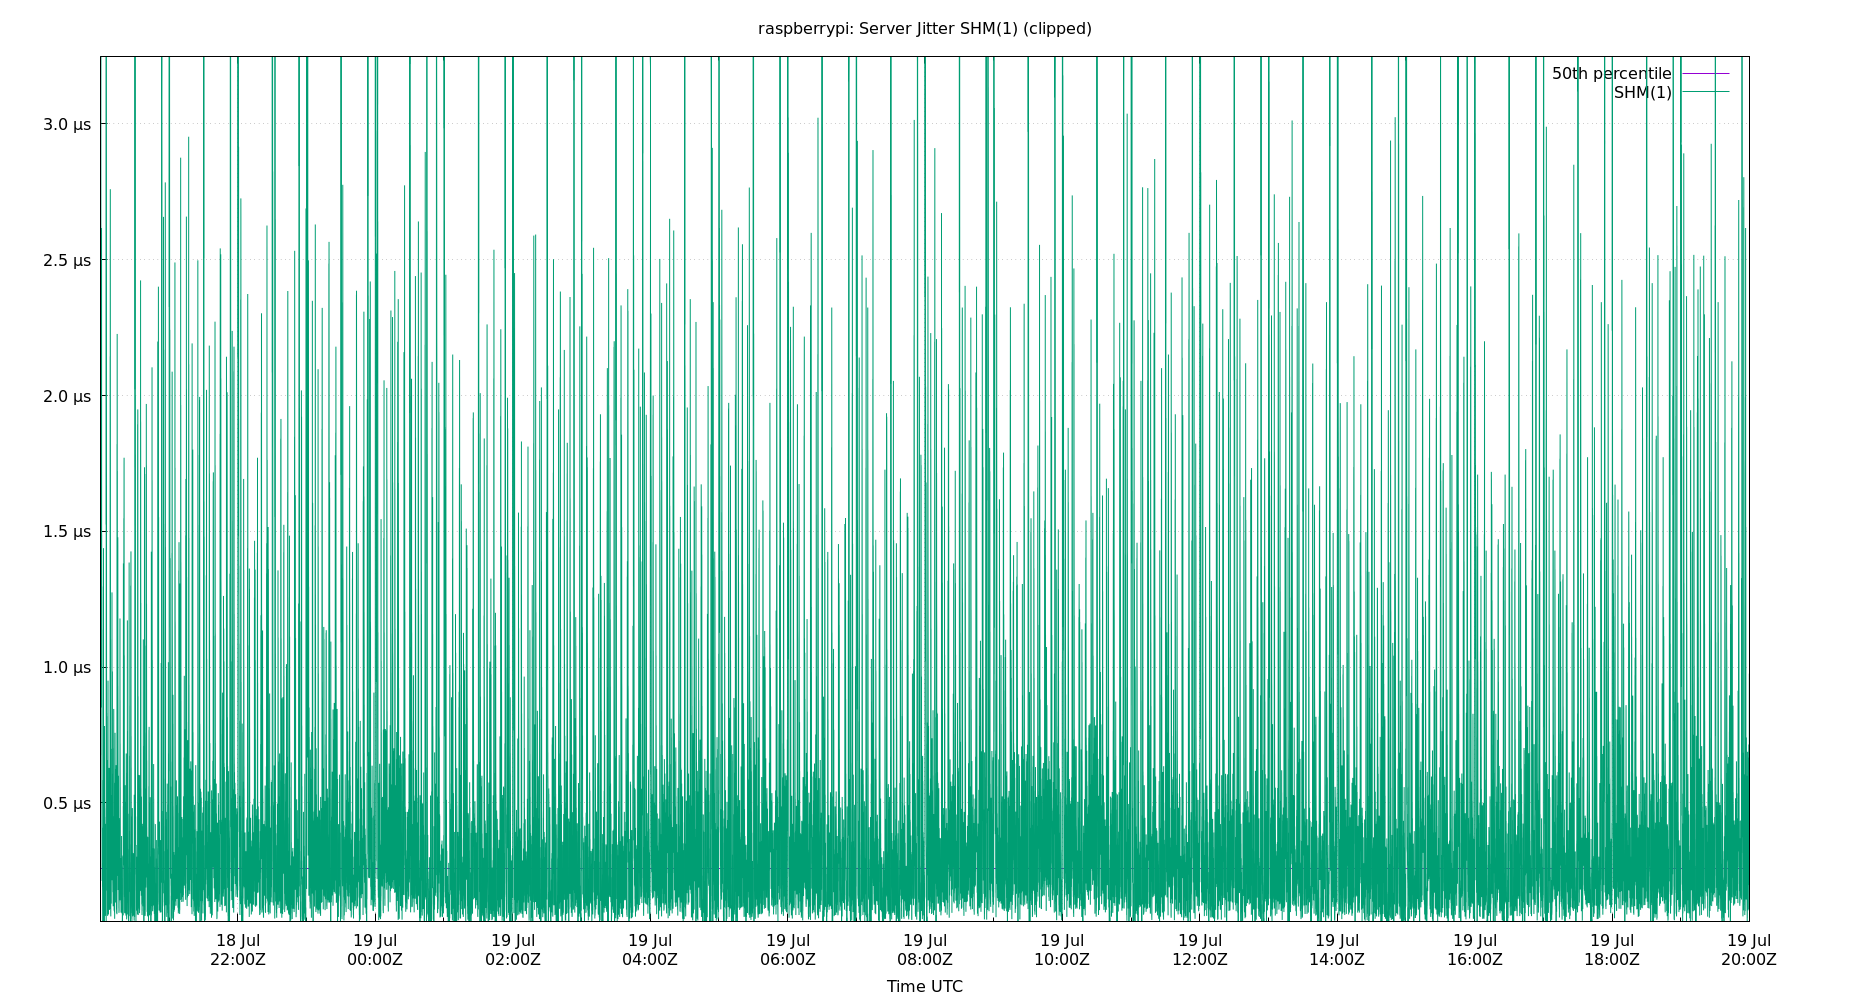 raspberrypi: Server Jitter SHM(1) (clipped)
50th percentile
SHM(1)
3.0 µs
2.5 µs
2.0 µs
1.5 µs
1.0 µs
0.5 µs
18 Jul 19 Jul 19 Jul 19 Jul 19 Jul 19 Jul 19 Jul 19 Jul 19 Jul 19 Jul 19 Jul 19 Jul
22:00Z 00:00Z 02:00Z 04:00Z 06:00Z 08:00Z 10:00Z 12:00Z 14:00Z 16:00Z 18:00Z 20:00Z
Time UTC